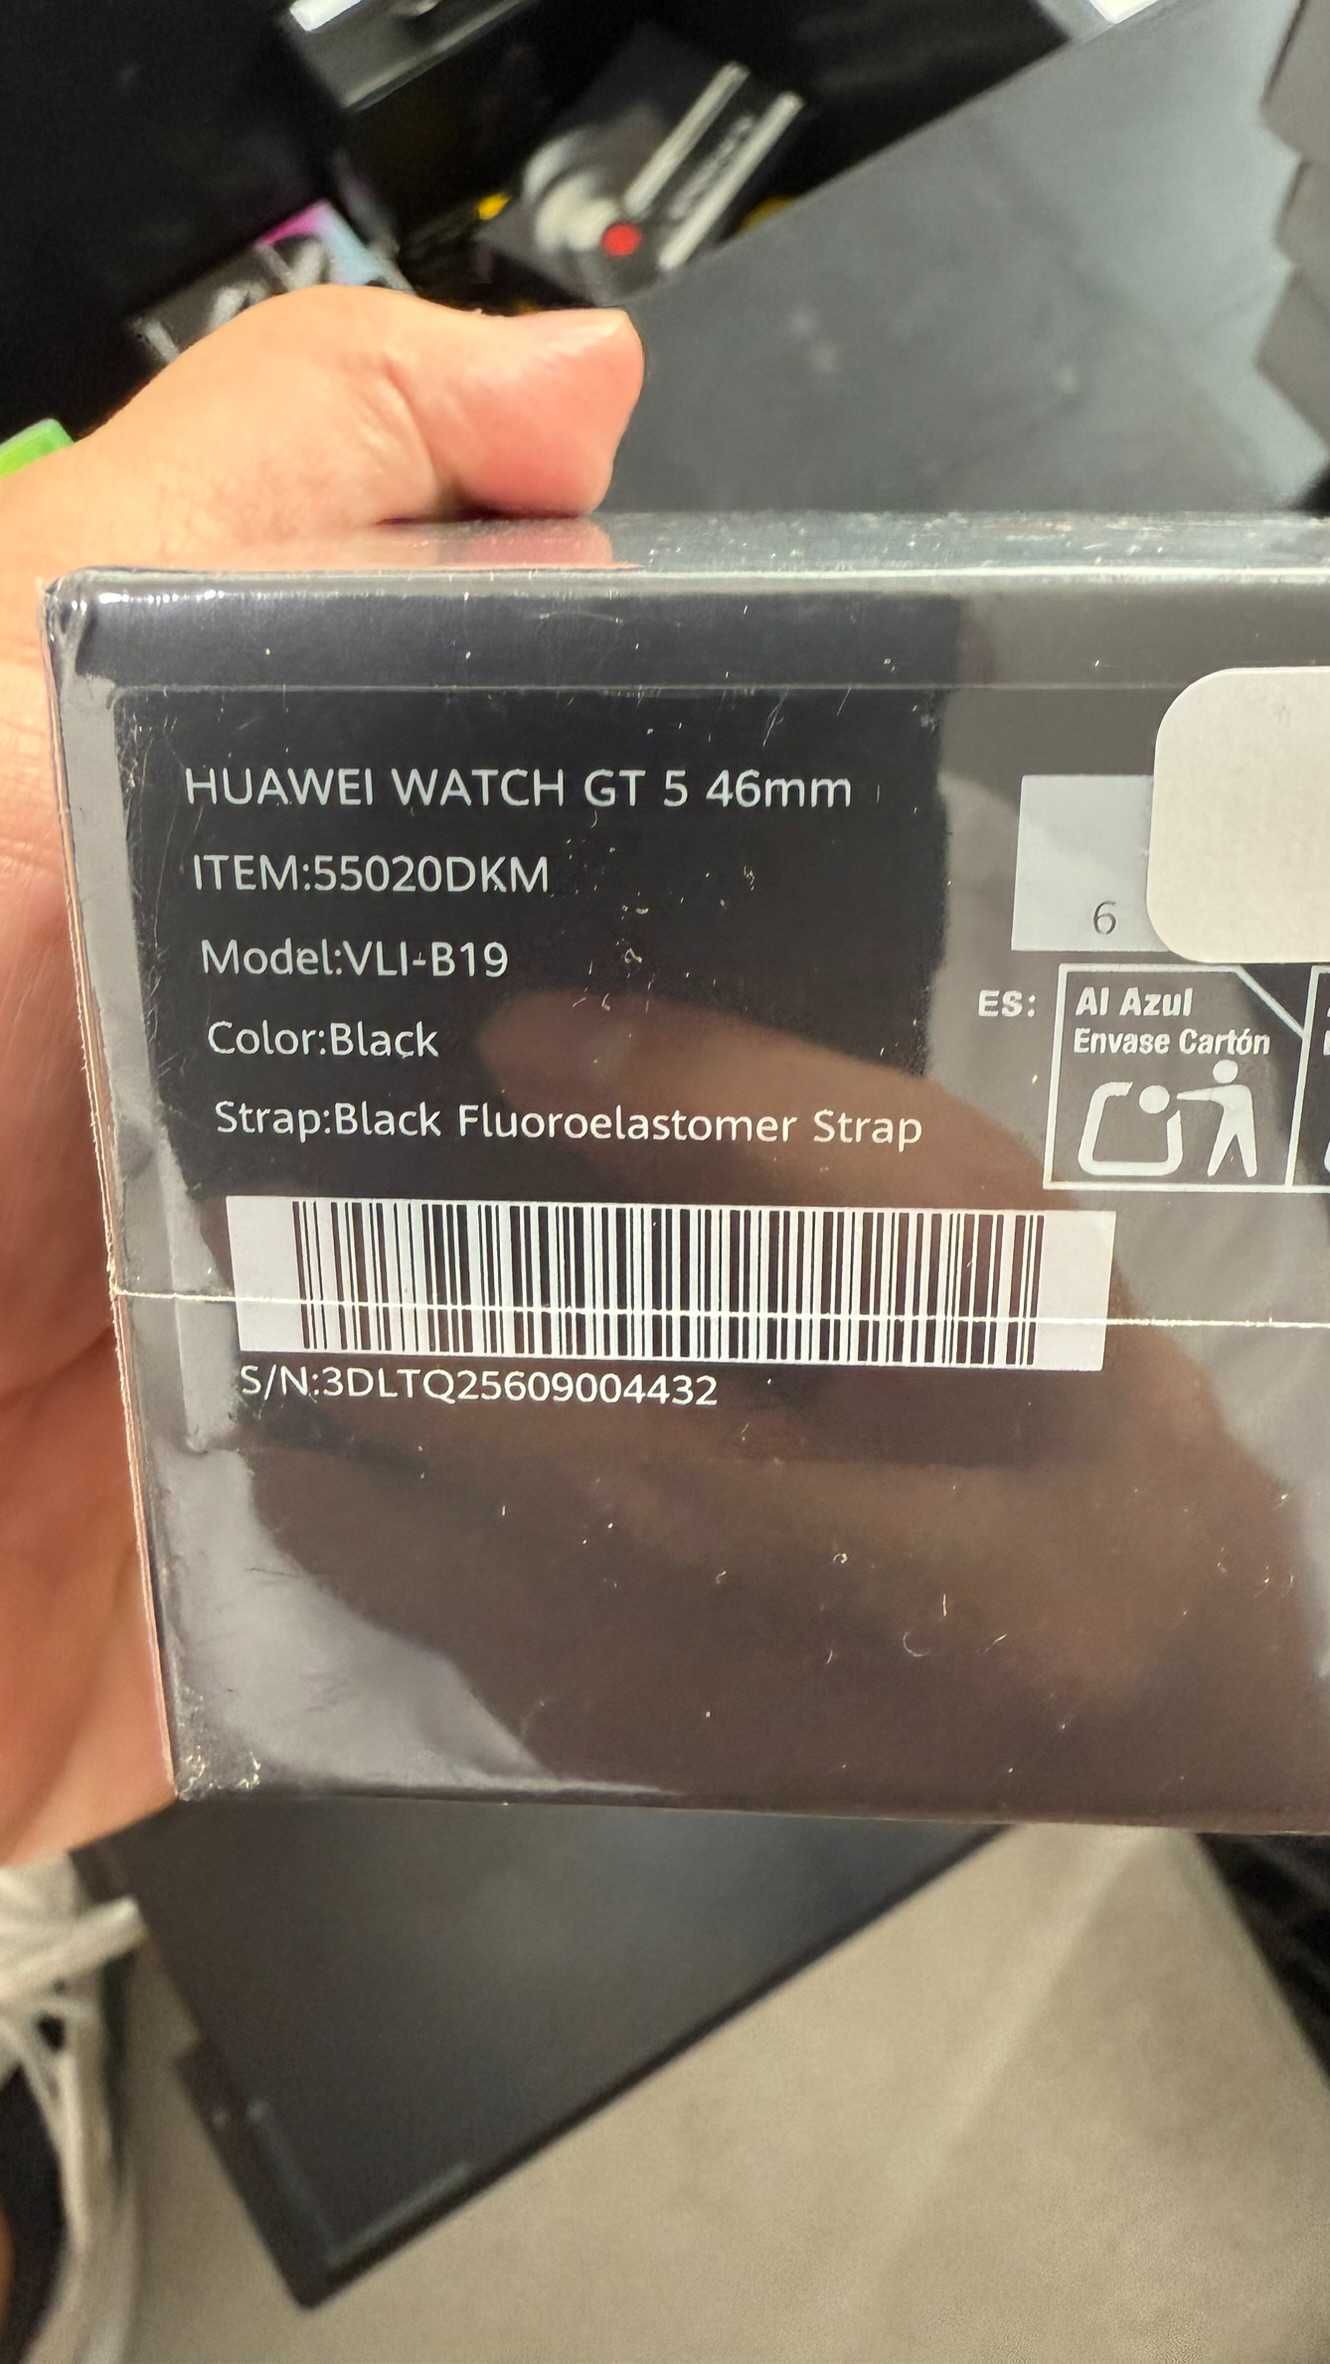 HUAWEI WATCH GT 5 46mm
ITEM:55020DKM
Model:VLI-B19
Color:Black
Strap:Black Fluoroelastomer Strap
S/N:3DLTQ25609004432
6
ES:
Al Azul
Envase Cartón